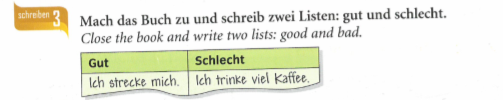 schreiben 3
Mach das Buch zu und schreib zwei Listen: gut und schlecht.
Close the book and write two lists: good and bad.
Gut Schlecht
Ich strecke mich. Ich trinke viel Kaffee.